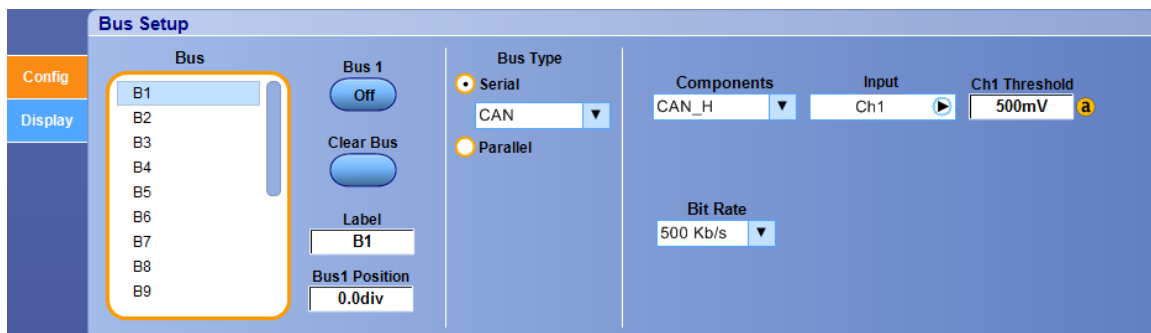 Bus Setup
Config
Display
Bus
B1
B2
B3
B4
B5
B6
B7
B8
B9
Bus 1
Off
Clear Bus
Label
B1
Bus1 Position
0.0div
Bus Type
Serial
CAN
Parallel
Components
CAN_H
Input
Ch1
Ch1 Threshold
500mV
a
Bit Rate
500 Kb/s